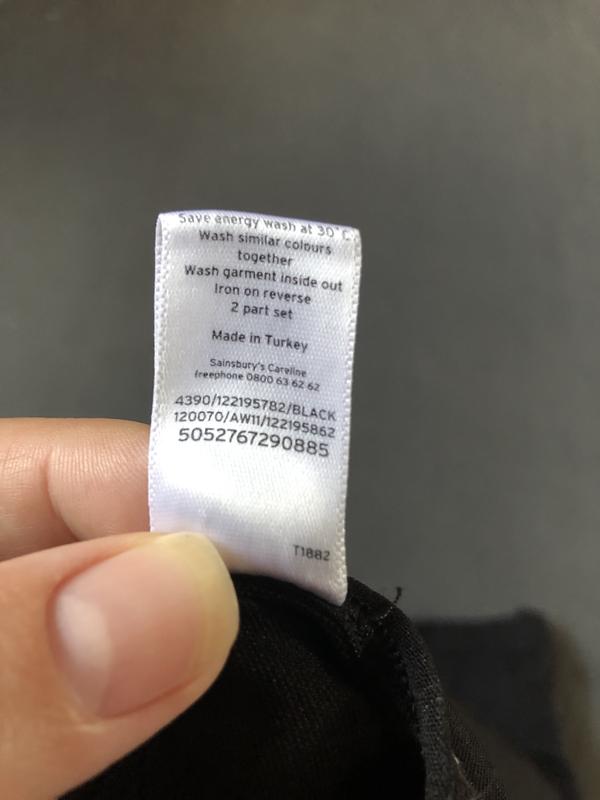 Save energy wash at 30°C
Wash similar colours
together
Wash garment inside out
Iron on reverse
2 part set
Made in Turkey
Sainsbury's Careline
freephone 0800 63 62 62
4390/122195782/BLACK
120070/AW11/122195862
5052767290885
T1882